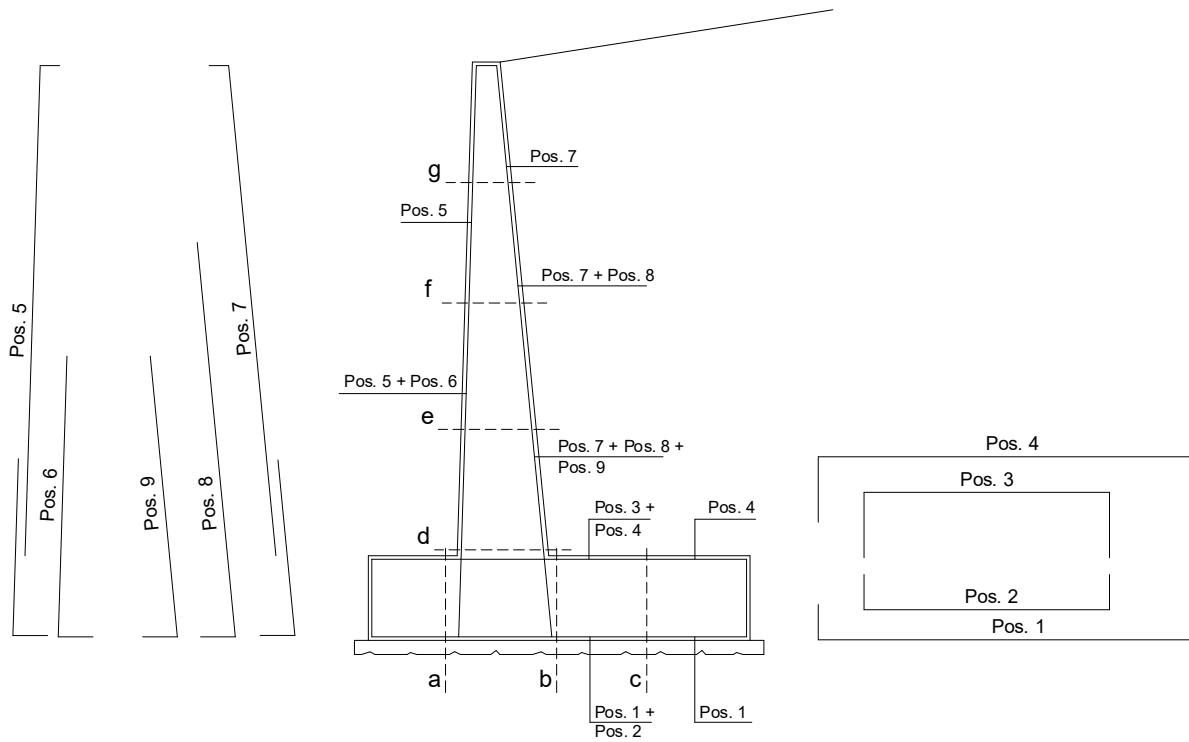 Pos. 5
Pos. 6
Pos. 9
Pos. 8
Pos. 7
g
Pos. 7
Pos. 5
f
Pos. 7 + Pos. 8
Pos. 5 + Pos. 6
e
Pos. 7 + Pos. 8 +
Pos. 9
d
Pos. 3 +
Pos. 4
Pos. 4
a
b
c
Pos. 1 +
Pos. 2
Pos. 1
Pos. 4
Pos. 3
Pos. 2
Pos. 1